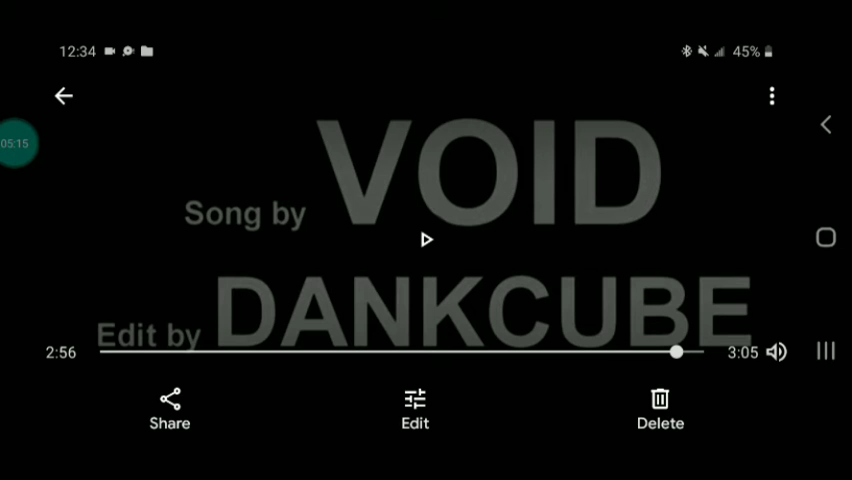 12:34 45%
05:15
Song by VOID
Edit by DANKCUBE
2:56 3:05
Share Edit Delete